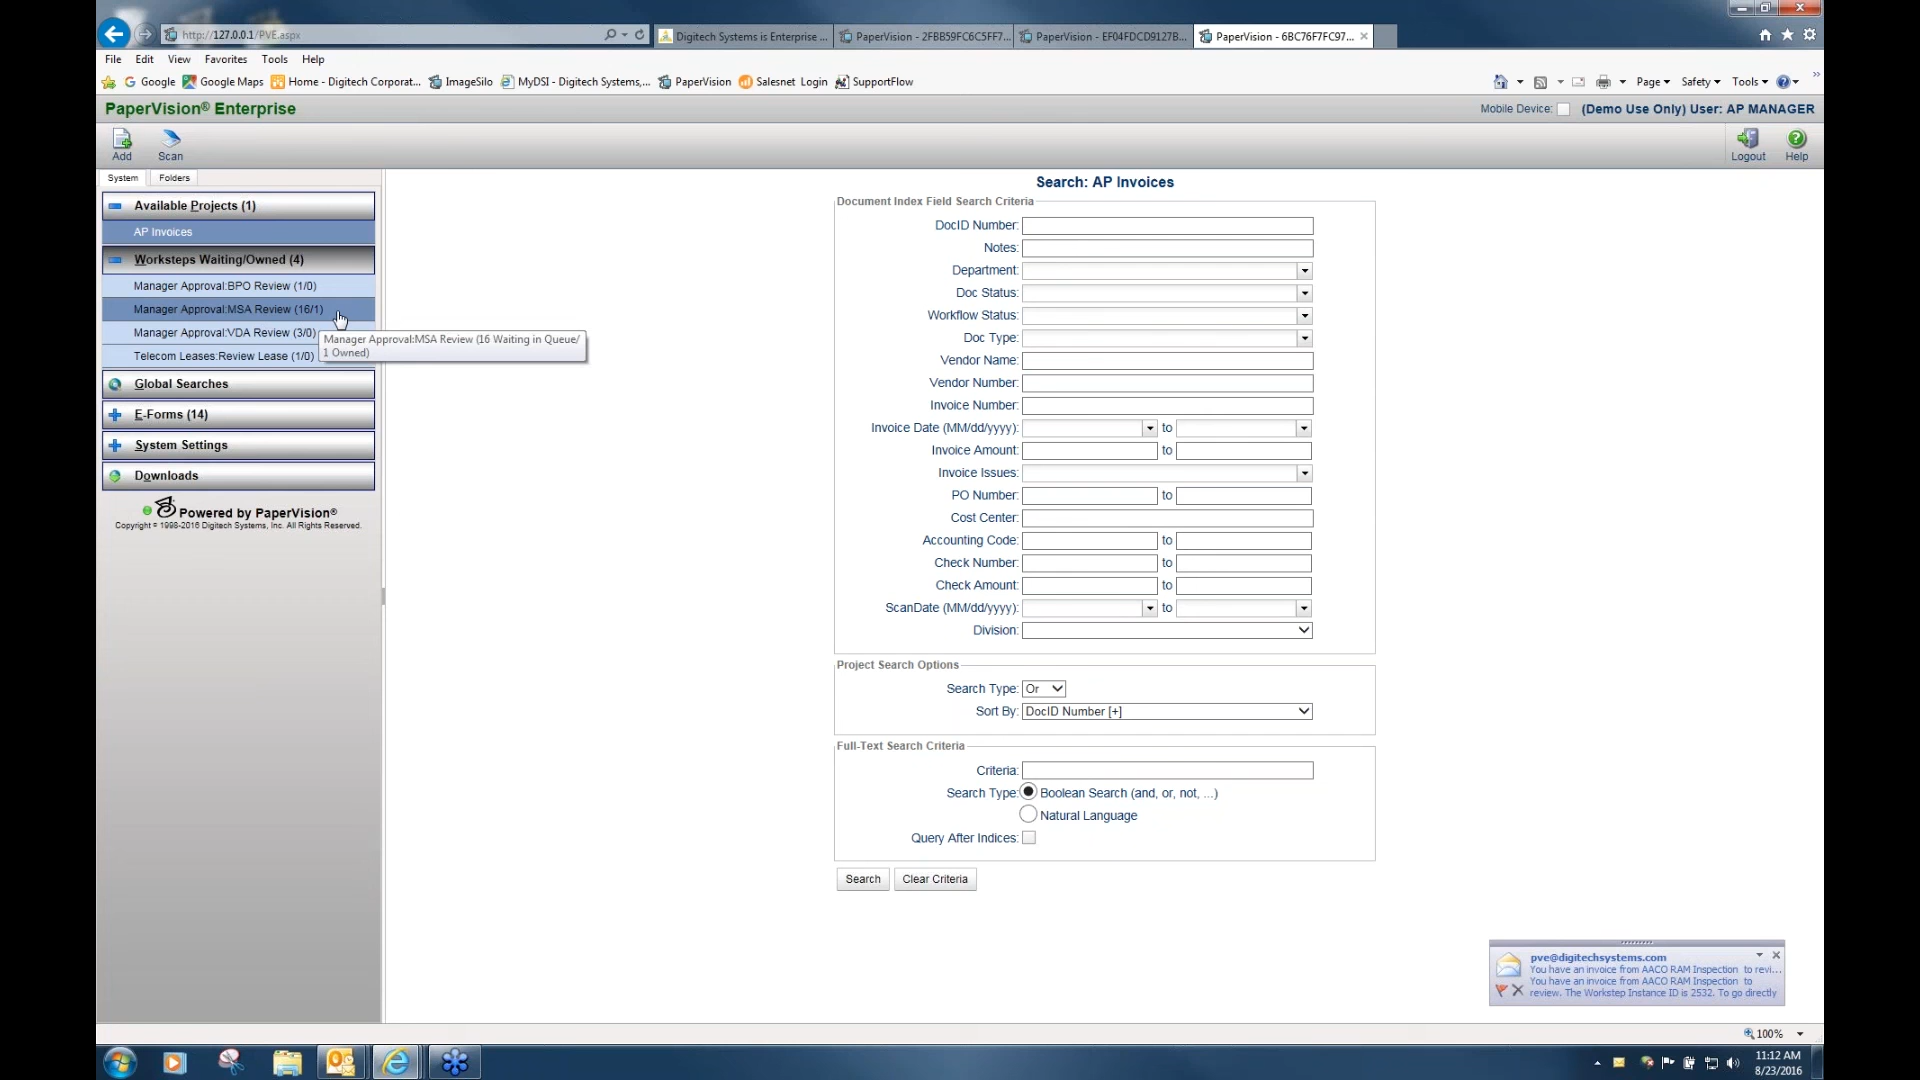 http://127.0.0.1/PVE.aspx
Digitech Systems is Enterprise ...
PaperVision - 2FBB59FC6C5FF7...
PaperVision - EF04FDCD9127B...
PaperVision - 6BC76F7FC97...
File Edit View Favorites Tools Help
Google Google Maps Home - Digitech Corporat... ImageSilo MyDSI - Digitech Systems,... PaperVision Salesnet Login SupportFlow
Page Safety Tools
PaperVision® Enterprise
Mobile Device: (Demo Use Only) User: AP MANAGER
Add Scan
Logout Help
System Folders
Available Projects (1)
AP Invoices
Worksteps Waiting/Owned (4)
Manager Approval:BPO Review (1/0)
Manager Approval:MSA Review (16/1)
Manager Approval:VDA Review (3/0)
Manager Approval:MSA Review (16 Waiting in Queue/
1 Owned)
Telecom Leases:Review Lease (1/0)
Global Searches
E-Forms (14)
System Settings
Downloads
Powered by PaperVision®
Copyright © 1998-2016 Digitech Systems, Inc. All Rights Reserved.
Search: AP Invoices
Document Index Field Search Criteria
DocID Number:
Notes:
Department:
Doc Status:
Workflow Status:
Doc Type:
Vendor Name:
Vendor Number:
Invoice Number:
Invoice Date (MM/dd/yyyy): to
Invoice Amount: to
Invoice Issues:
PO Number: to
Cost Center:
Accounting Code: to
Check Number: to
Check Amount: to
ScanDate (MM/dd/yyyy): to
Division:
Project Search Options
Search Type: Or
Sort By: DocID Number [+]
Full-Text Search Criteria
Criteria:
Search Type: Boolean Search (and, or, not, ...)
Natural Language
Query After Indices:
Search Clear Criteria
pve@digitechsystems.com
You have an invoice from AACO RAM Inspection to revi...
You have an invoice from AACO RAM Inspection to
review. The Workstep Instance ID is 2532. To go directly
100%
11:12 AM
8/23/2016